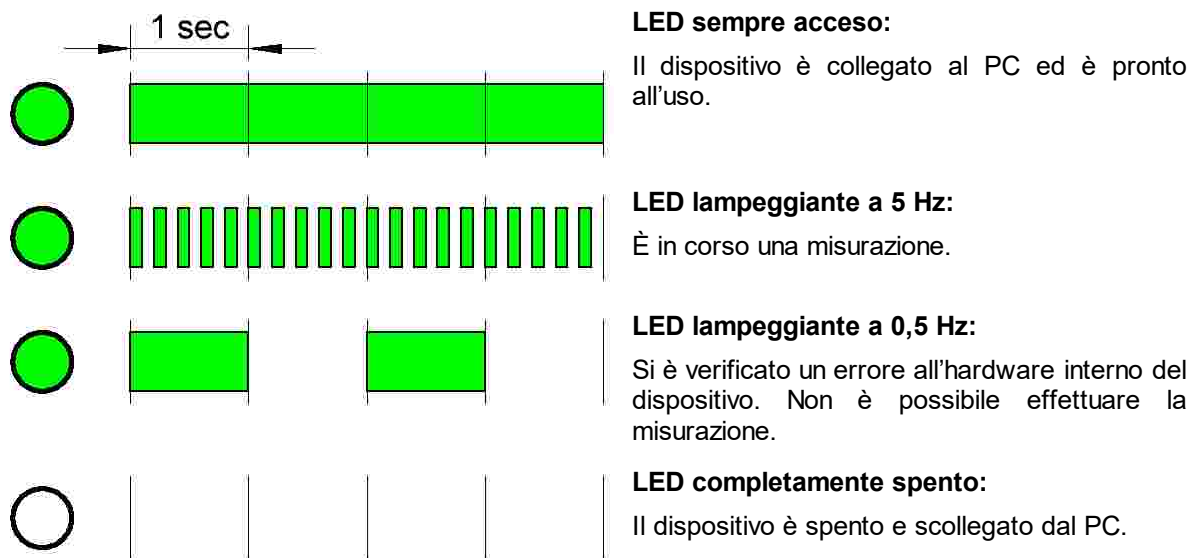 1 sec
LED sempre acceso:
Il dispositivo è collegato al PC ed è pronto
all’uso.
LED lampeggiante a 5 Hz:
È in corso una misurazione.
LED lampeggiante a 0,5 Hz:
Si è verificato un errore all’hardware interno del
dispositivo. Non è possibile effettuare la
misurazione.
LED completamente spento:
Il dispositivo è spento e scollegato dal PC.